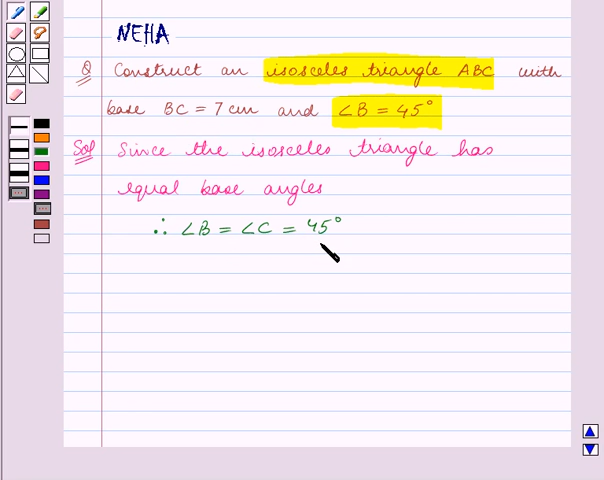 NEHA
Q Construct an isosceles triangle ABC with
base BC = 7 cm and ∠B = 45°
Sol Since the isosceles triangle has
equal base angles
∴ ∠B = ∠C = 45°